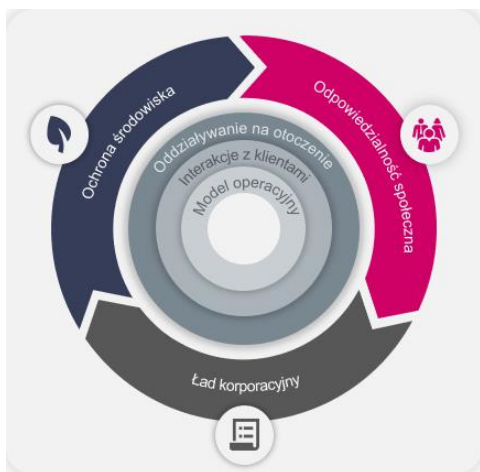 Ochrona środowiska
Odpowiedzialność społeczna
Oddziaływanie na otoczenie
Interakcje z klientami
Model operacyjny
Ład korporacyjny